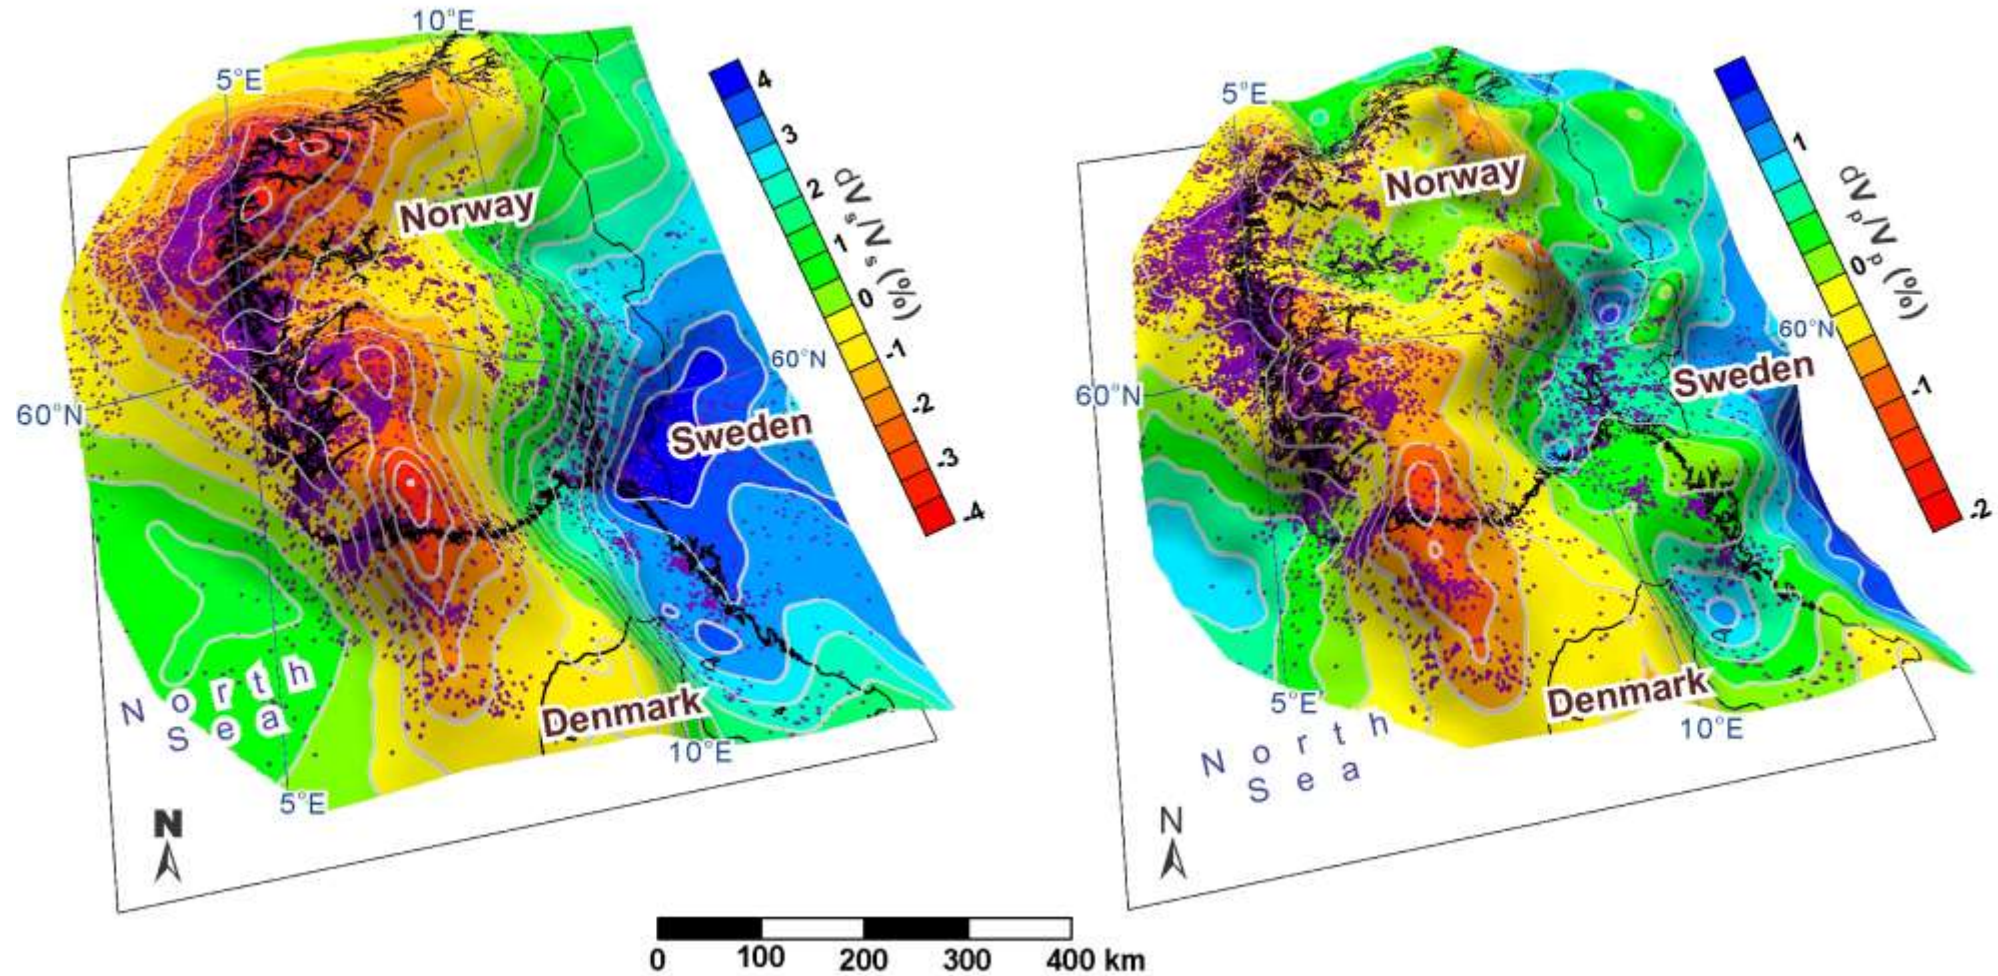 10°E
5°E
Norway
60°N
60°N
Sweden
North
Sea
Denmark
10°E
5°E
N
4
3
2
1
0
-1
-2
-3
-4
dVs/Vs (%)
5°E
Norway
60°N
60°N
Sweden
5°E
Denmark
10°E
North
Sea
N
1
0
-1
-2
dVp/Vp (%)
0 100 200 300 400 km